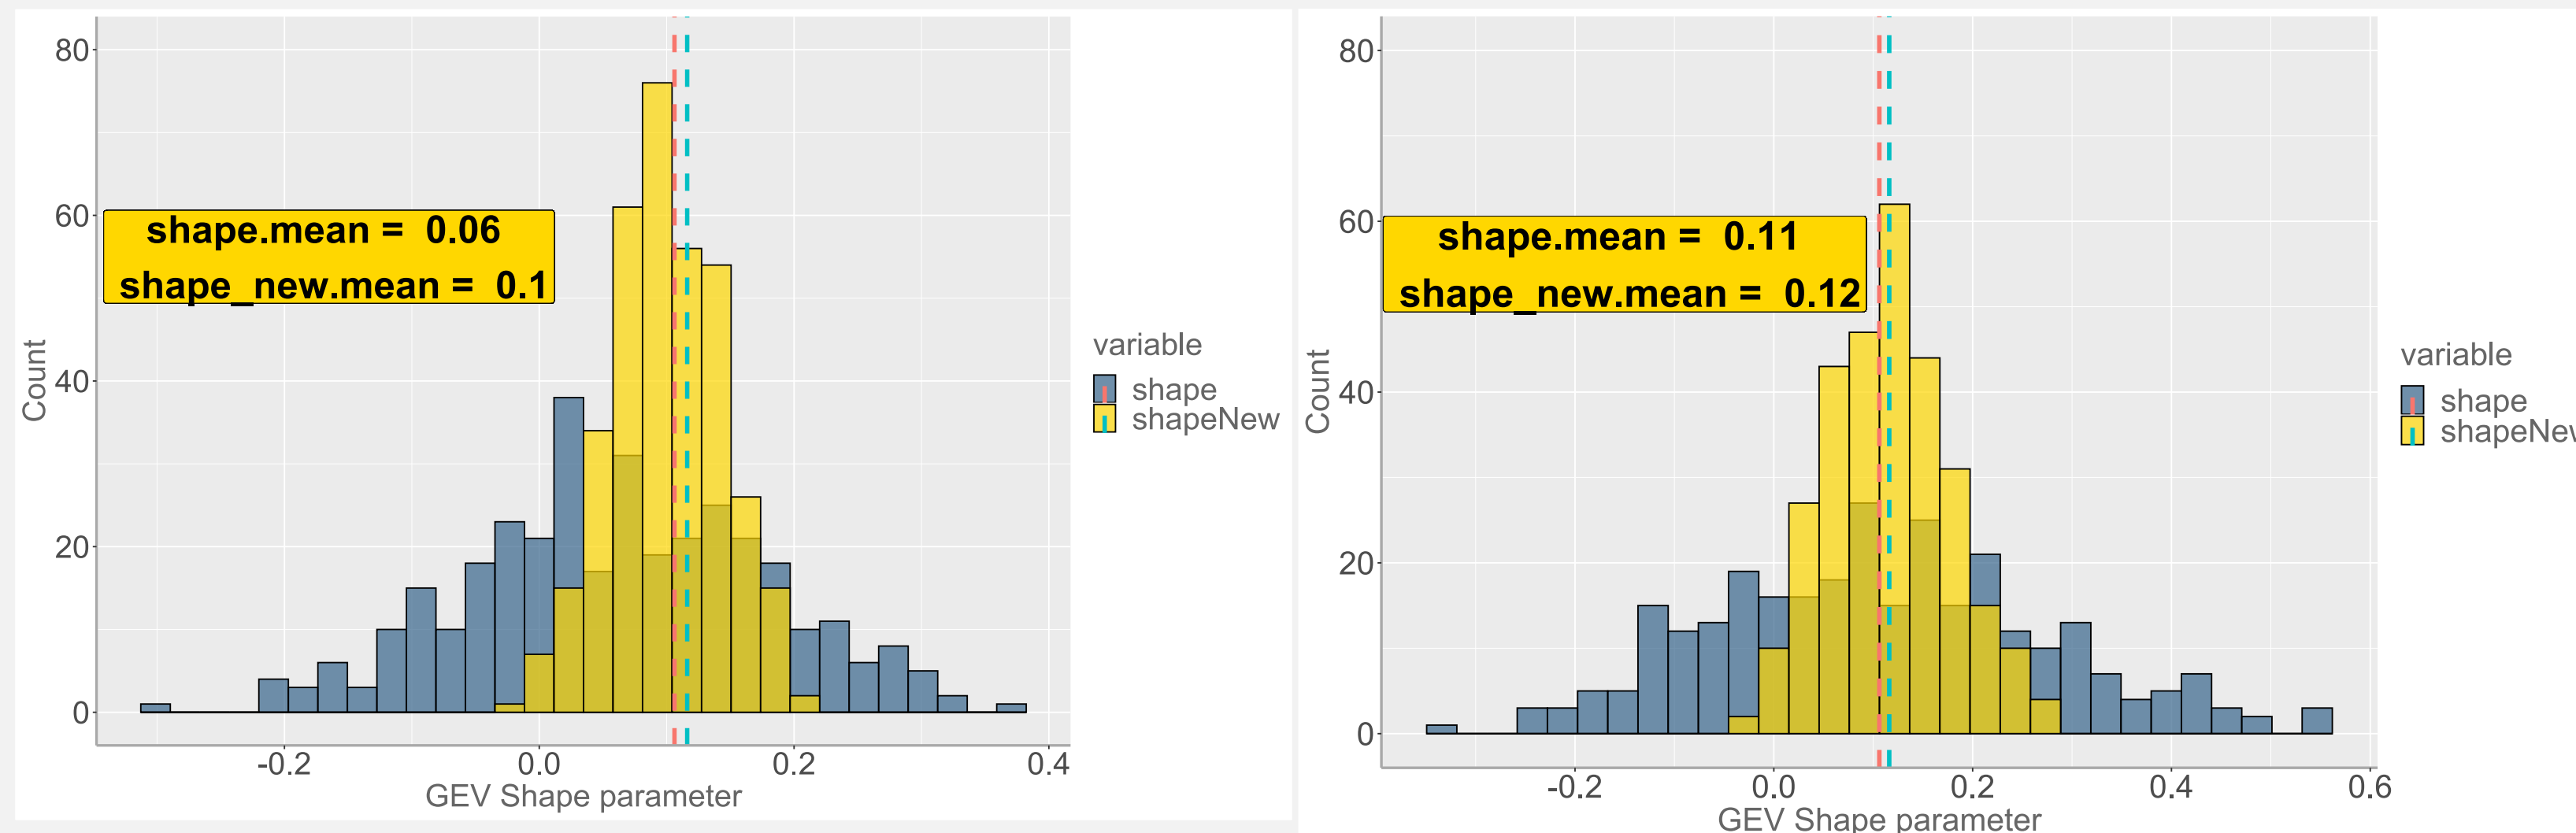 80
60
40
20
0
Count
shape.mean = 0.06
shape_new.mean = 0.1
-0.2
0.0
0.2
0.4
GEV Shape parameter
variable
shape
shapeNew
80
60
40
20
0
Count
shape.mean = 0.11
shape_new.mean = 0.12
-0.2
0.0
0.2
0.4
0.6
GEV Shape parameter
variable
shape
shapeNew